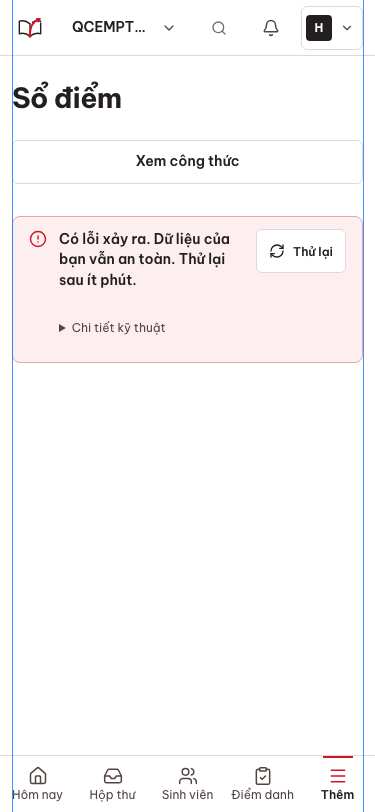 QCEMPT...
H
Sổ điểm
Xem công thức
Có lỗi xảy ra. Dữ liệu của
bạn vẫn an toàn. Thử lại
sau ít phút.
Thử lại
Chi tiết kỹ thuật
Hôm nay
Hộp thư
Sinh viên
Điểm danh
Thêm